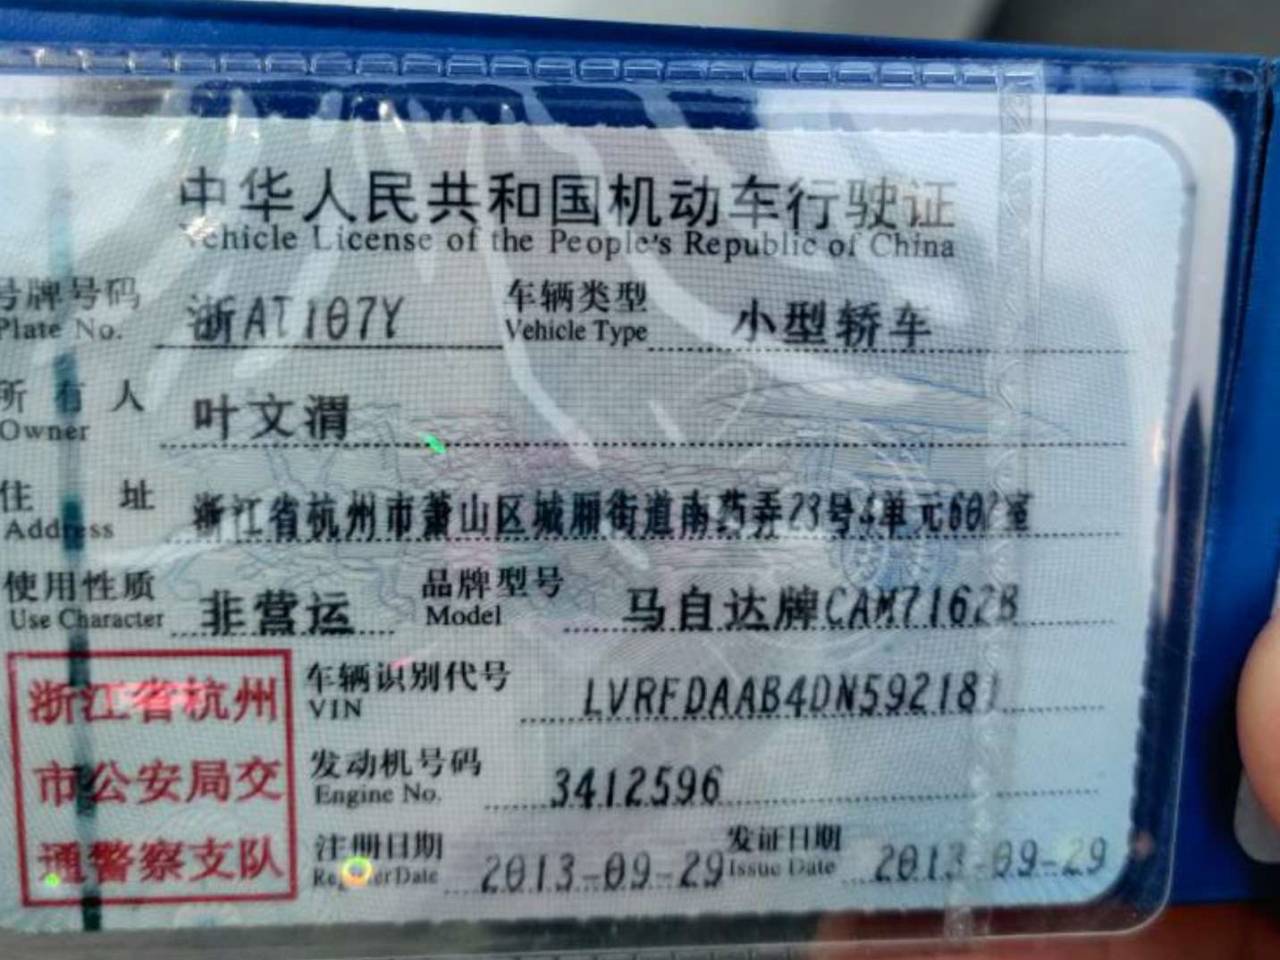 中华人民共和国机动车行驶证
Vehicle License of the People's Republic of China
号牌号码 浙AT107Y 车辆类型 小型轿车
Plate No. Vehicle Type
所有人 叶文渭
Owner
住址 浙江省杭州市萧山区城厢街道南药弄23号4单元602室
Address
使用性质 非营运 品牌型号 马自达牌CAM7162B
Use Character Model
浙江省杭州
市公安局交
通警察支队
车辆识别代号 LVRFDAAB4DN592181
VIN
发动机号码 3412596
Engine No.
注册日期 2013-09-29 发证日期 2013-09-29
Register Date Issue Date